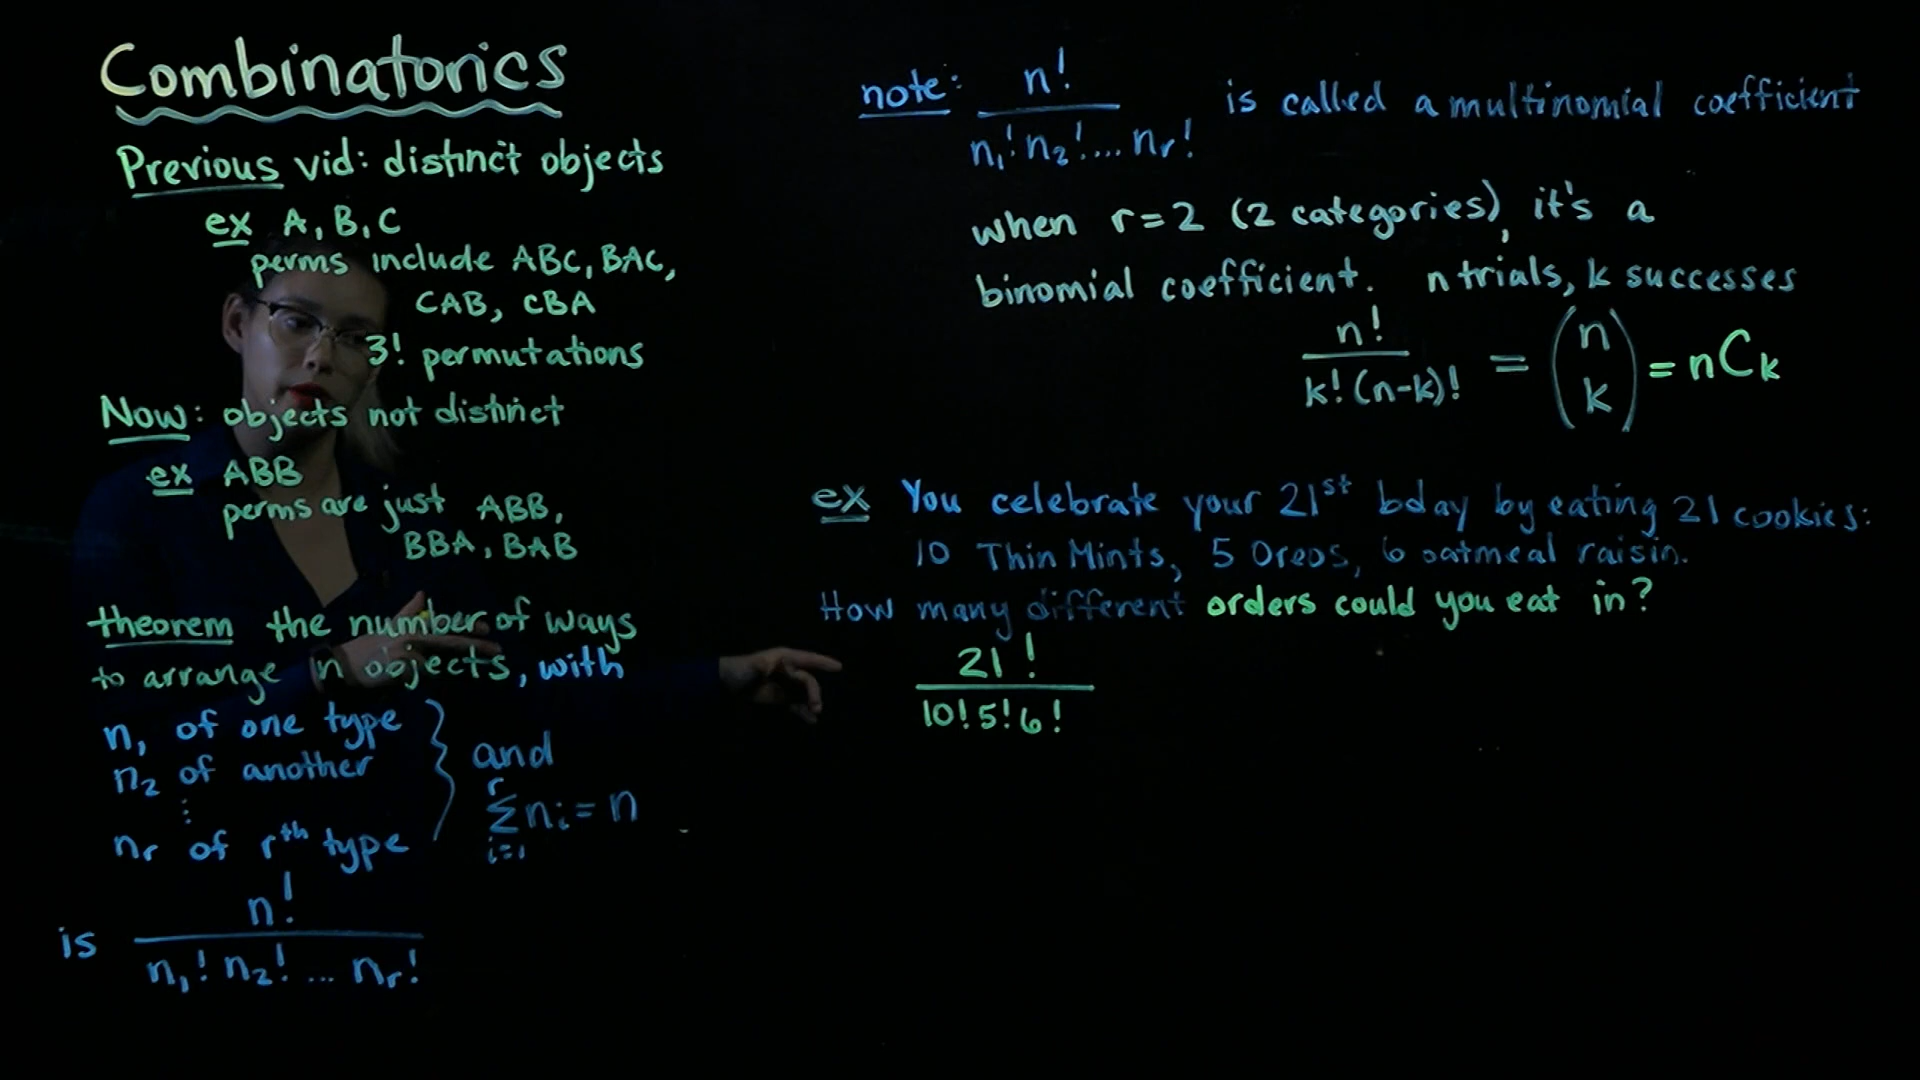 Combinatorics
Previous vid: distinct objects
ex A, B, C
perms include ABC, BAC,
CAB, CBA
3! permutations
Now: objects not distinct
ex ABB
perms are just ABB,
BBA, BAB
theorem the number of ways
to arrange n objects, with
n₁ of one type
n₂ of another
⋮
nᵣ of rᵗʰ type
} and
r
Σ nᵢ = n
i=1
n!
is ———
n₁! n₂! ... nᵣ!
note: n! / n₁! n₂! .... nᵣ! is called a multinomial coefficient
when r=2 (2 categories), it's a
binomial coefficient. n trials, k successes
n! / k! (n-k)! = (n k) = nCk
ex You celebrate your 21st bday by eating 21 cookies:
10 Thin Mints, 5 Oreos, 6 oatmeal raisin.
How many different orders could you eat in?
21!
———
10! 5! 6!